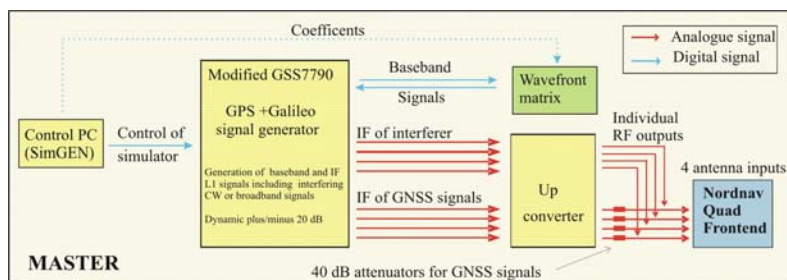 Coefficents
Modified GSS7790
GPS +Galileo
signal generator
Generation of baseband and IF
L1 signals including interfering
CW or broadband signals
Dynamic plus/minus 20 dB
Control PC
(SimGEN)
Control of
simulator
Baseband
Signals
Wavefront
matrix
IF of interferer
IF of GNSS signals
Up
converter
Analogue signal
Digital signal
Individual
RF outputs
4 antenna inputs
Nordnav
Quad
Frontend
MASTER
40 dB attenuators for GNSS signals